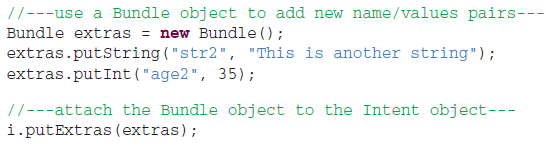 //---use a Bundle object to add new name/values pairs---
Bundle extras = new Bundle();
extras.putString("str2", "This is another string");
extras.putInt("age2", 35);
//---attach the Bundle object to the Intent object---
i.putExtras(extras);